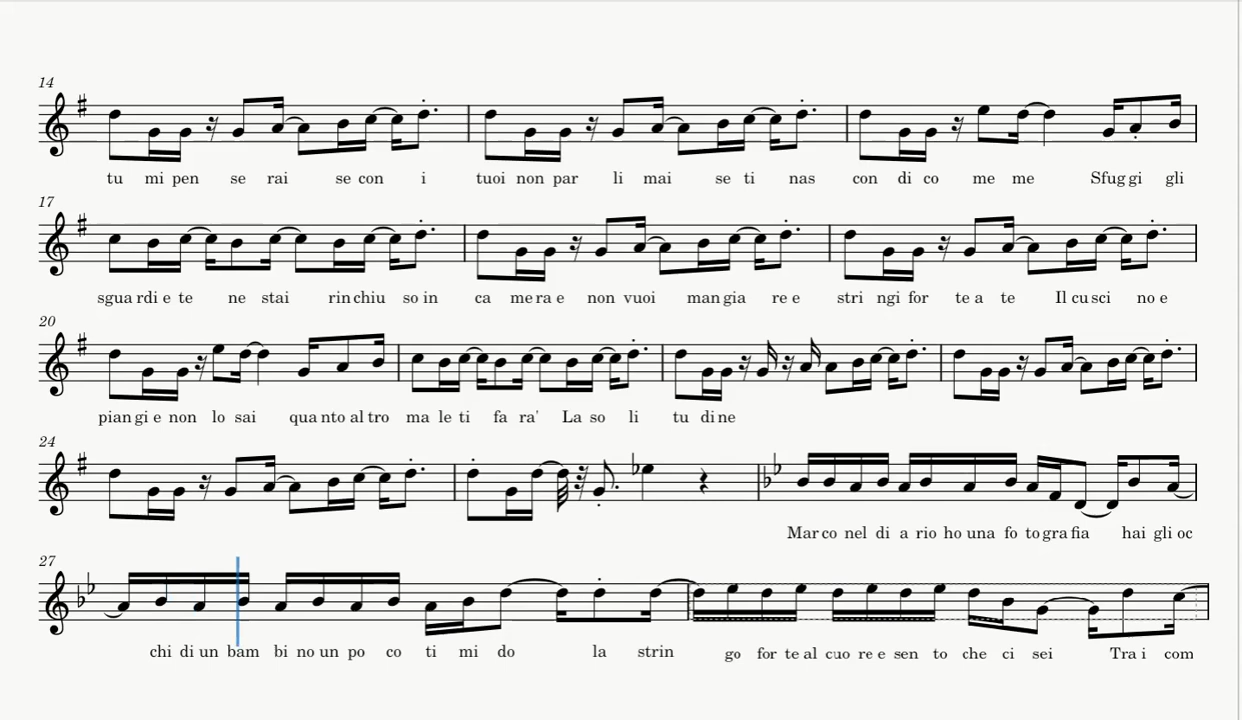 14
tu mi pen se rai se con i tuoi non par li mai se ti nas con di co me me Sfug gi gli
17
sgua rdi e te ne stai rin chiu so in ca me ra e non vuoi man gia re e stri ngi for te a te Il cu sci no e
20
pian gi e non lo sai qua nto al tro ma le ti fa ra' La so li tu di ne
24
Mar co nel di a rio ho una fo to gra fia hai gli oc
27
chi di un bam bi no un po co ti mi do la strin go for te al cuo re e sen to che ci sei Tra i com